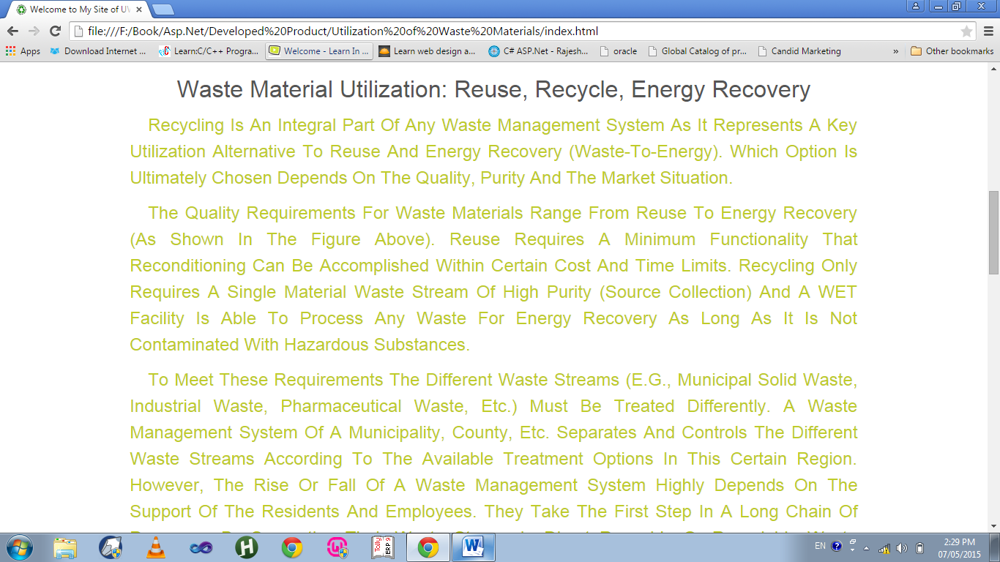 Welcome to My Site of U
file:///F:/Book/Asp.Net/Developed%20Product/Utilization%20of%20Waste%20Materials/index.html
Apps Download Internet ... Learn:C/C++ Progra... Welcome - Learn In ... Learn web design a... C# ASP.Net - Rajesh... oracle Global Catalog of pr... Candid Marketing » Other bookmarks
Waste Material Utilization: Reuse, Recycle, Energy Recovery
Recycling Is An Integral Part Of Any Waste Management System As It Represents A Key
Utilization Alternative To Reuse And Energy Recovery (Waste-To-Energy). Which Option Is
Ultimately Chosen Depends On The Quality, Purity And The Market Situation.
The Quality Requirements For Waste Materials Range From Reuse To Energy Recovery
(As Shown In The Figure Above). Reuse Requires A Minimum Functionality That
Reconditioning Can Be Accomplished Within Certain Cost And Time Limits. Recycling Only
Requires A Single Material Waste Stream Of High Purity (Source Collection) And A WET
Facility Is Able To Process Any Waste For Energy Recovery As Long As It Is Not
Contaminated With Hazardous Substances.
To Meet These Requirements The Different Waste Streams (E.G., Municipal Solid Waste,
Industrial Waste, Pharmaceutical Waste, Etc.) Must Be Treated Differently. A Waste
Management System Of A Municipality, County, Etc. Separates And Controls The Different
Waste Streams According To The Available Treatment Options In This Certain Region.
However, The Rise Or Fall Of A Waste Management System Highly Depends On The
Support Of The Residents And Employees. They Take The First Step In A Long Chain Of
Tally
ERP 9
EN
2:29 PM
07/05/2015